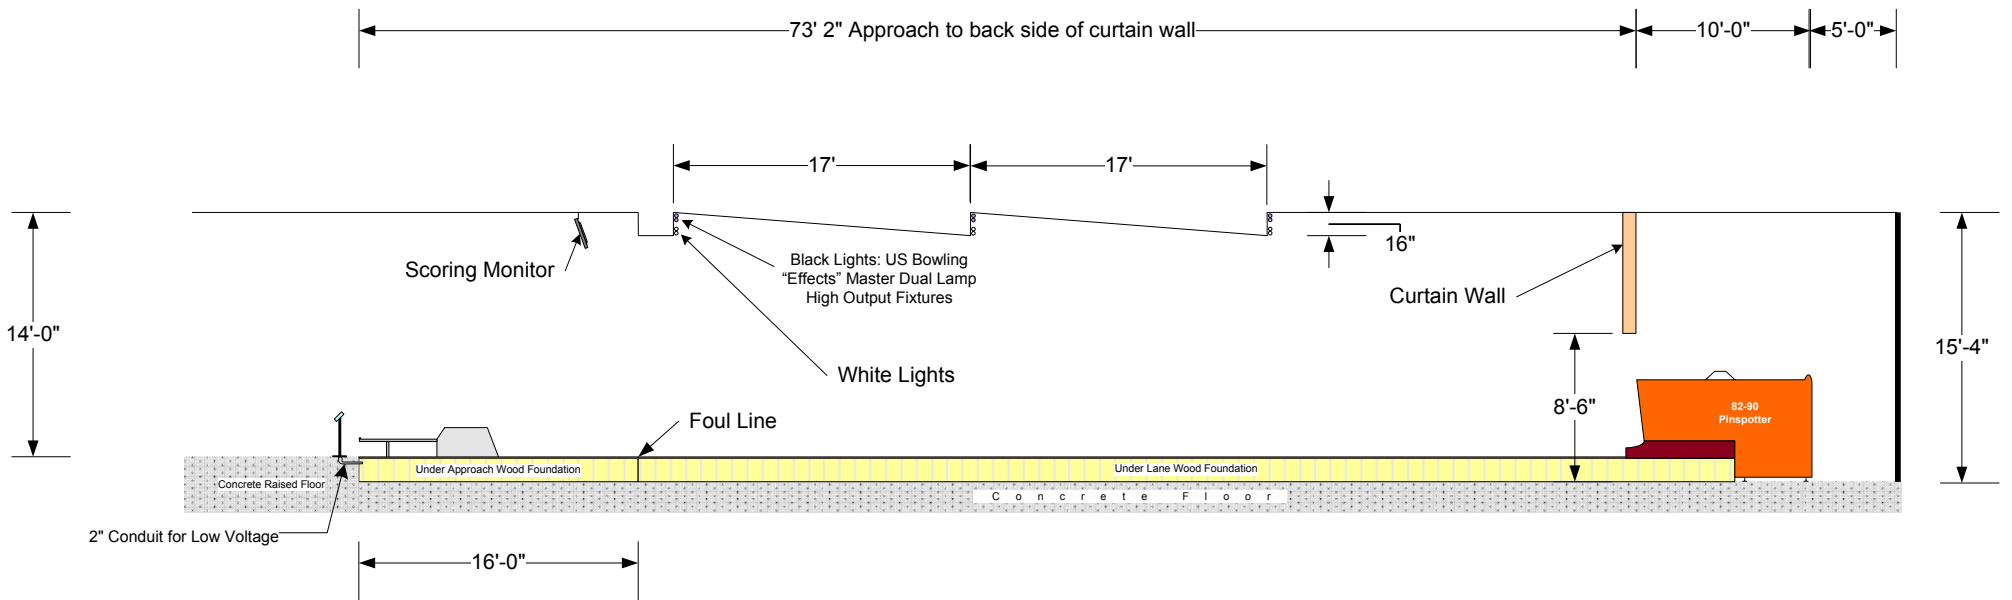 73' 2" Approach to back side of curtain wall
10'-0"
5'-0"
17'
17'
16"
Scoring Monitor
Black Lights: US Bowling
“Effects” Master Dual Lamp
High Output Fixtures
Curtain Wall
14'-0"
15'-4"
White Lights
8'-6"
82-90
Pinspotter
Foul Line
Under Approach Wood Foundation
Under Lane Wood Foundation
Concrete Raised Floor
Concrete Floor
2" Conduit for Low Voltage
16'-0"